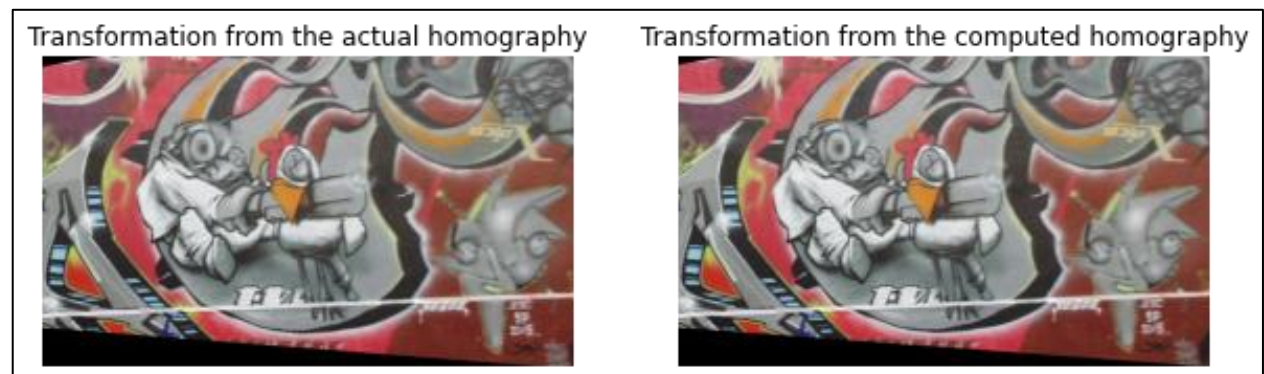 Transformation from the actual homography
Transformation from the computed homography